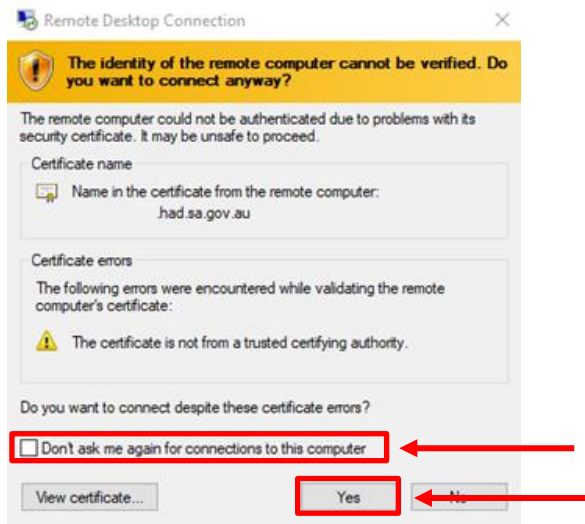 Remote Desktop Connection
The identity of the remote computer cannot be verified. Do
you want to connect anyway?
The remote computer could not be authenticated due to problems with its
security certificate. It may be unsafe to proceed.
Certificate name
Name in the certificate from the remote computer:
.had.sa.gov.au
Certificate errors
The following errors were encountered while validating the remote
computer's certificate:
The certificate is not from a trusted certifying authority.
Do you want to connect despite these certificate errors?
Don't ask me again for connections to this computer
View certificate... Yes No